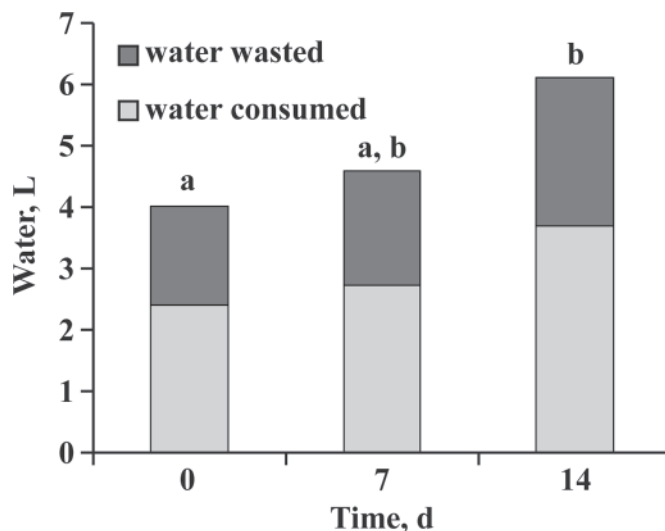 7
water wasted
b
6
water consumed
5
a, b
a
4
Water, L
3
2
1
0
0 7 14
Time, d